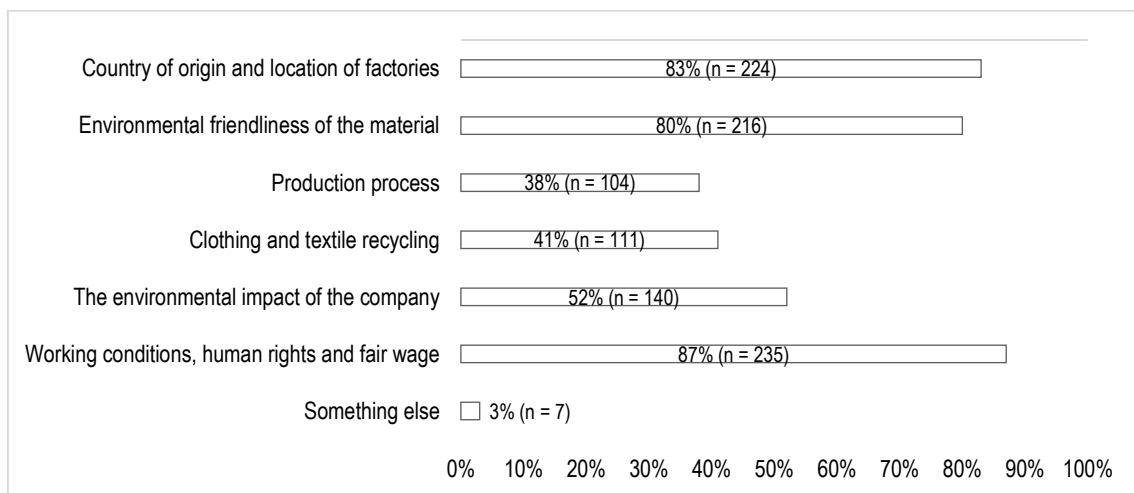 Country of origin and location of factories 83% (n = 224)
Environmental friendliness of the material 80% (n = 216)
Production process 38% (n = 104)
Clothing and textile recycling 41% (n = 111)
The environmental impact of the company 52% (n = 140)
Working conditions, human rights and fair wage 87% (n = 235)
Something else 3% (n = 7)
0% 10% 20% 30% 40% 50% 60% 70% 80% 90% 100%